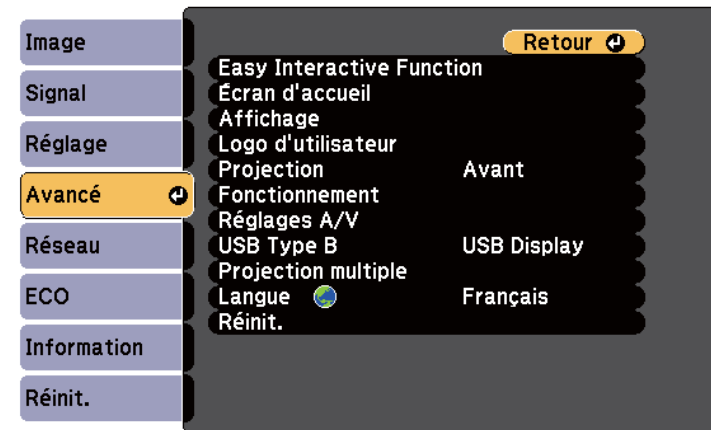 Image
Signal
Réglage
Avancé
Réseau
ECO
Information
Réinit.
Retour
Easy Interactive Function
Écran d'accueil
Affichage
Logo d'utilisateur
Projection Avant
Fonctionnement
Réglages A/V
USB Type B USB Display
Projection multiple
Langue Français
Réinit.